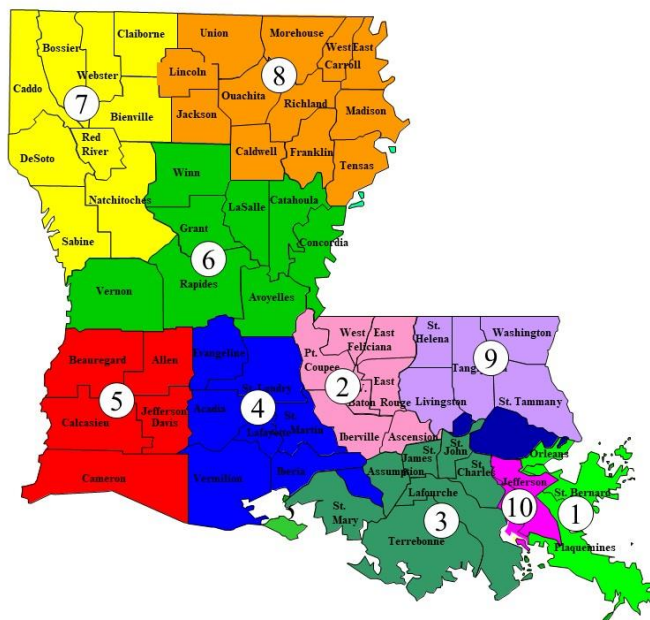 Claiborne
Union
Morehouse
West
East
Carroll
Bossier
Webster
Lincoln
8
Caddo
7
Ouachita
Richland
Madison
Bienville
Jackson
Red
River
DeSoto
Caldwell
Franklin
Tensas
Winn
Natchitoches
LaSalle
Catahoula
Sabine
Grant
Concordia
6
Vernon
Rapides
Avoyelles
Beauregard
Allen
Evangeline
Pt.
Coupee
West
East
Feliciana
St.
Helena
Washington
9
2
East
Baton Rouge
Livingston
St. Tammany
5
4
Calcasien
Jefferson
Davis
Acadia
St.
Martin
Iberville
Ascension
Cameron
Vermilion
Iberia
Assumption
St.
James
St.
John
St.
Charles
Orleans
Jefferson
St. Bernard
St.
Mary
Lafourche
3
10
1
Terrebonne
Plaquemines